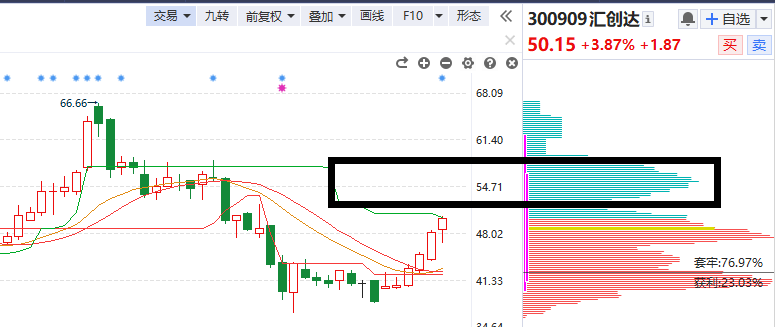 交易 九转 前复权 叠加 画线 F10 形态
300909汇创达 自选
50.15 +3.87% +1.87 买 卖
68.09
66.66
61.40
54.71
48.02
套牢:76.97%
41.33
获利:23.03%
34.64